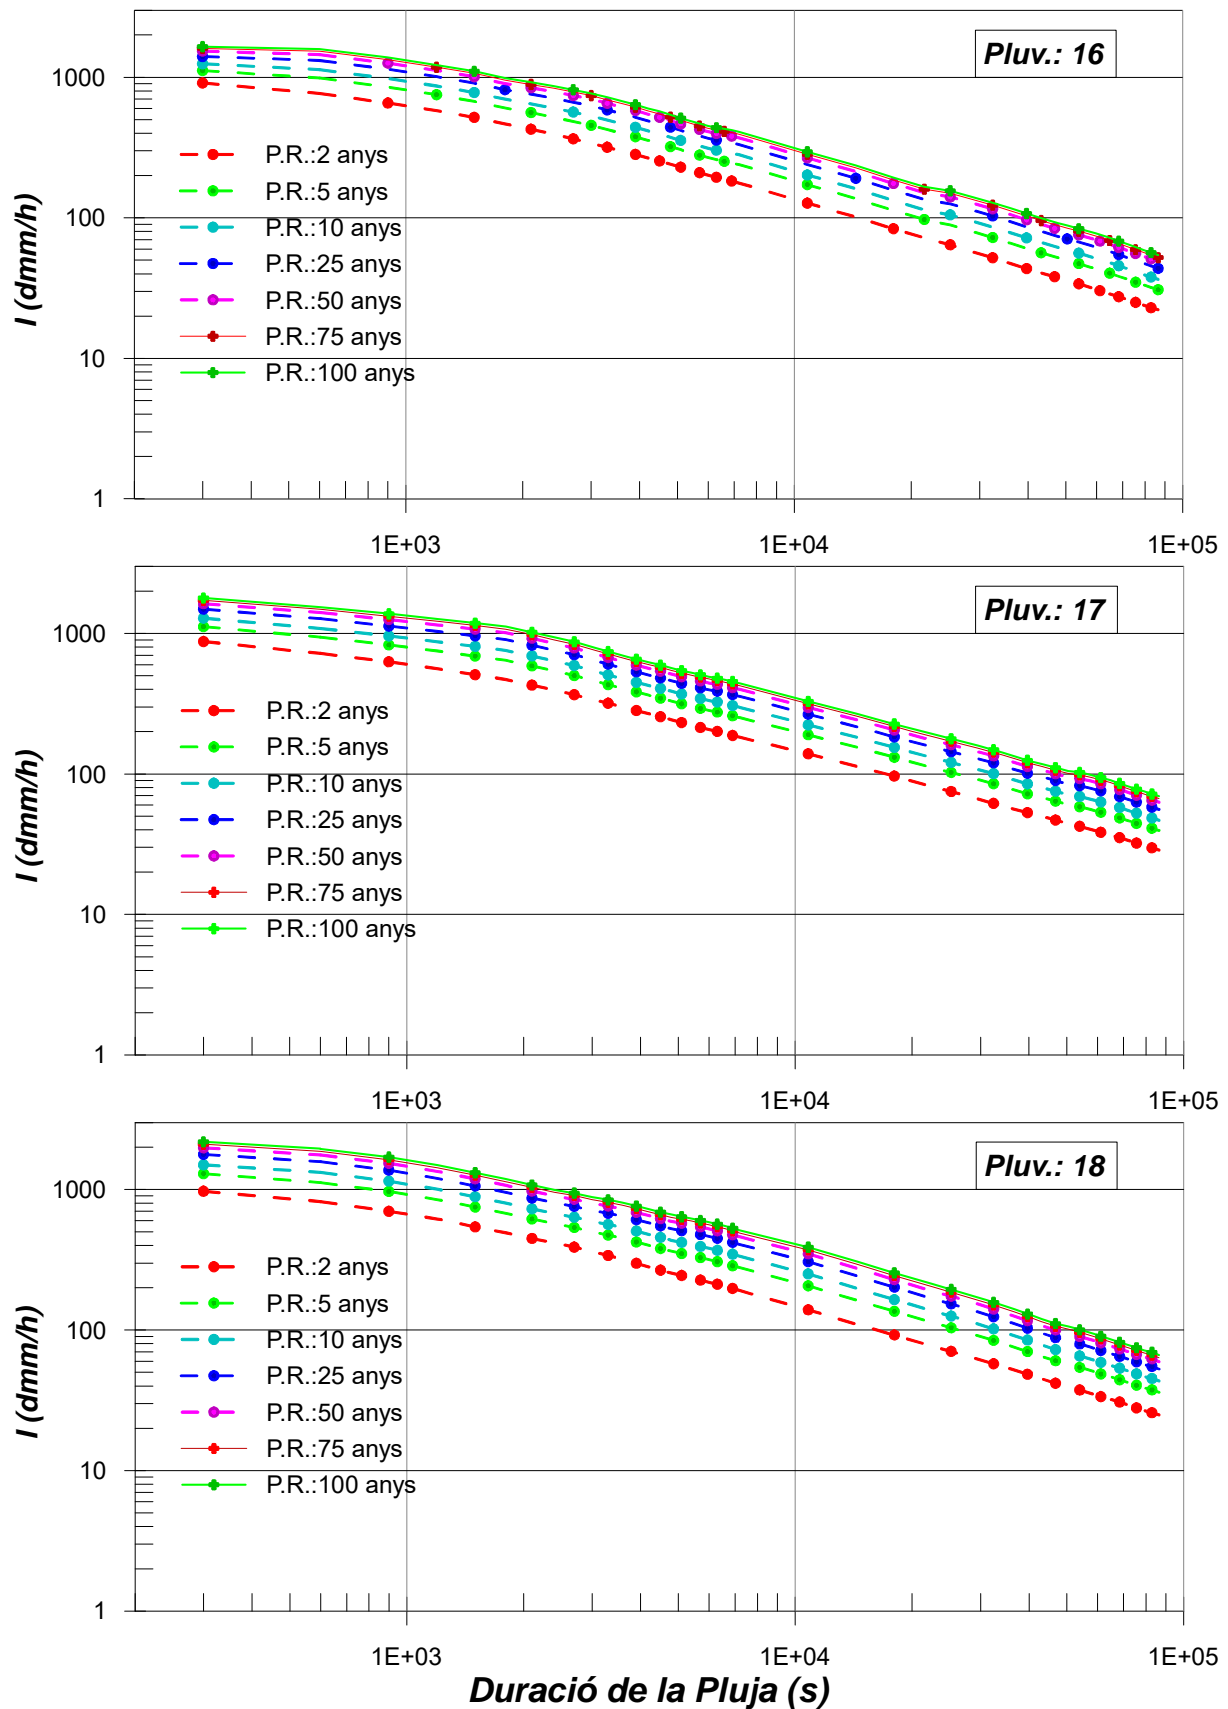 Pluv.: 16
1000
100
10
1
I (dmm/h)
P.R.:2 anys
P.R.:5 anys
P.R.:10 anys
P.R.:25 anys
P.R.:50 anys
P.R.:75 anys
P.R.:100 anys
1E+03 1E+04 1E+05
Pluv.: 17
1000
100
10
1
I (dmm/h)
P.R.:2 anys
P.R.:5 anys
P.R.:10 anys
P.R.:25 anys
P.R.:50 anys
P.R.:75 anys
P.R.:100 anys
1E+03 1E+04 1E+05
Pluv.: 18
1000
100
10
1
I (dmm/h)
P.R.:2 anys
P.R.:5 anys
P.R.:10 anys
P.R.:25 anys
P.R.:50 anys
P.R.:75 anys
P.R.:100 anys
1E+03 1E+04 1E+05
Duració de la Pluja (s)